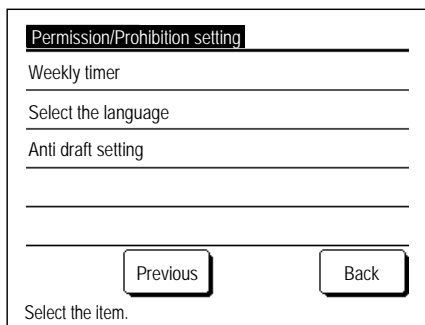 Permission/Prohibition setting
Weekly timer
Select the language
Anti draft setting
Previous
Back
Select the item.